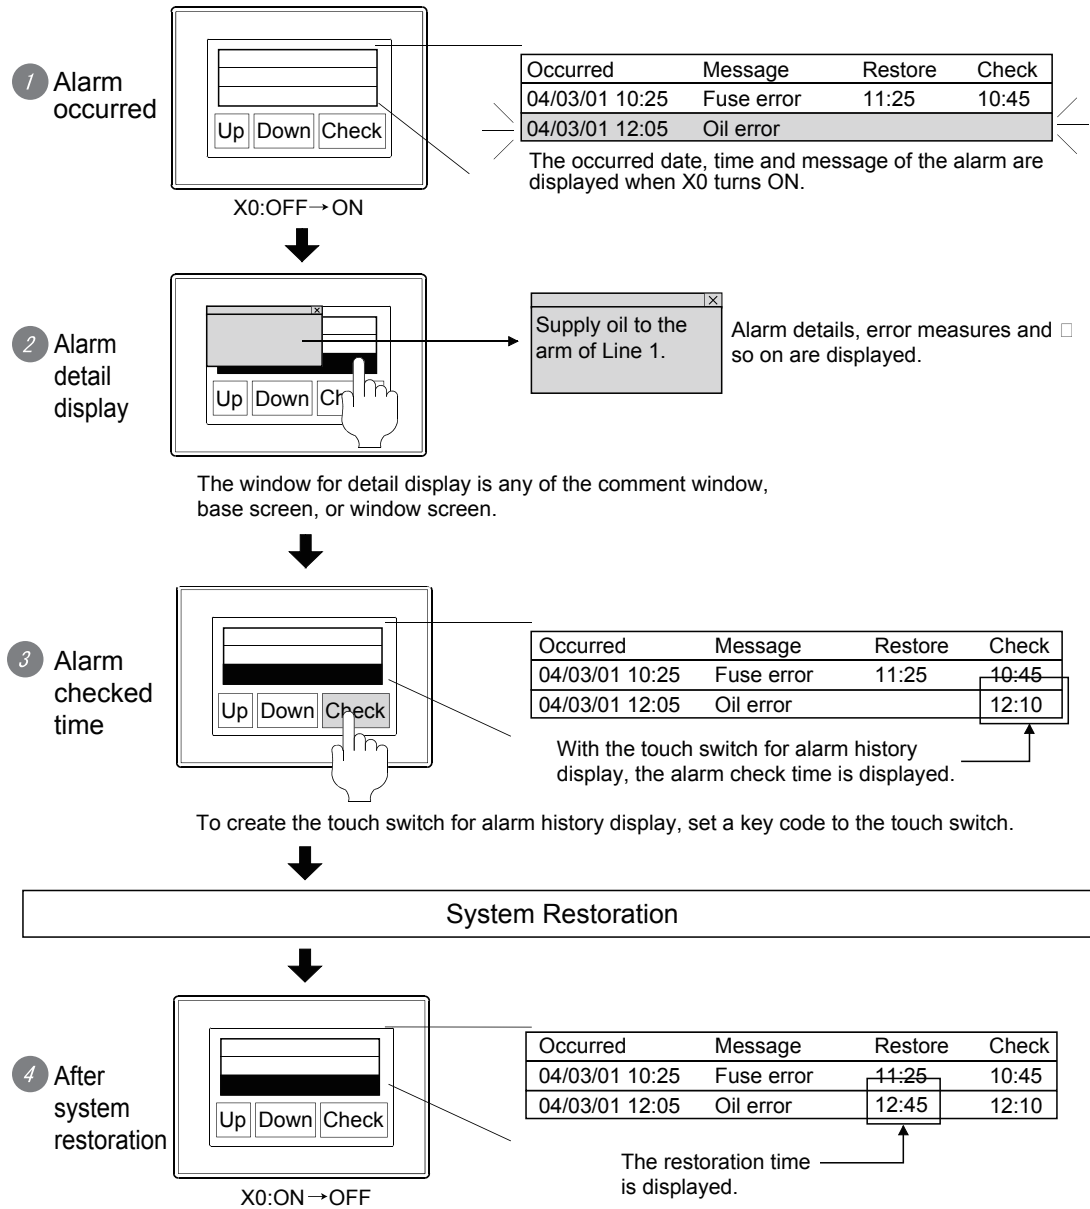 1 Alarm
occurred
Up Down Check
X0:OFF→ON
Occurred Message Restore Check
04/03/01 10:25 Fuse error 11:25 10:45
04/03/01 12:05 Oil error
The occurred date, time and message of the alarm are
displayed when X0 turns ON.
2 Alarm
detail
display
Up Down Ch
Supply oil to the
arm of Line 1.
Alarm details, error measures and □
so on are displayed.
The window for detail display is any of the comment window,
base screen, or window screen.
3 Alarm
checked
time
Up Down Check
Occurred Message Restore Check
04/03/01 10:25 Fuse error 11:25 10:45
04/03/01 12:05 Oil error 12:10
With the touch switch for alarm history
display, the alarm check time is displayed.
To create the touch switch for alarm history display, set a key code to the touch switch.
System Restoration
4 After
system
restoration
Up Down Check
X0:ON→OFF
Occurred Message Restore Check
04/03/01 10:25 Fuse error 11:25 10:45
04/03/01 12:05 Oil error 12:45 12:10
The restoration time
is displayed.